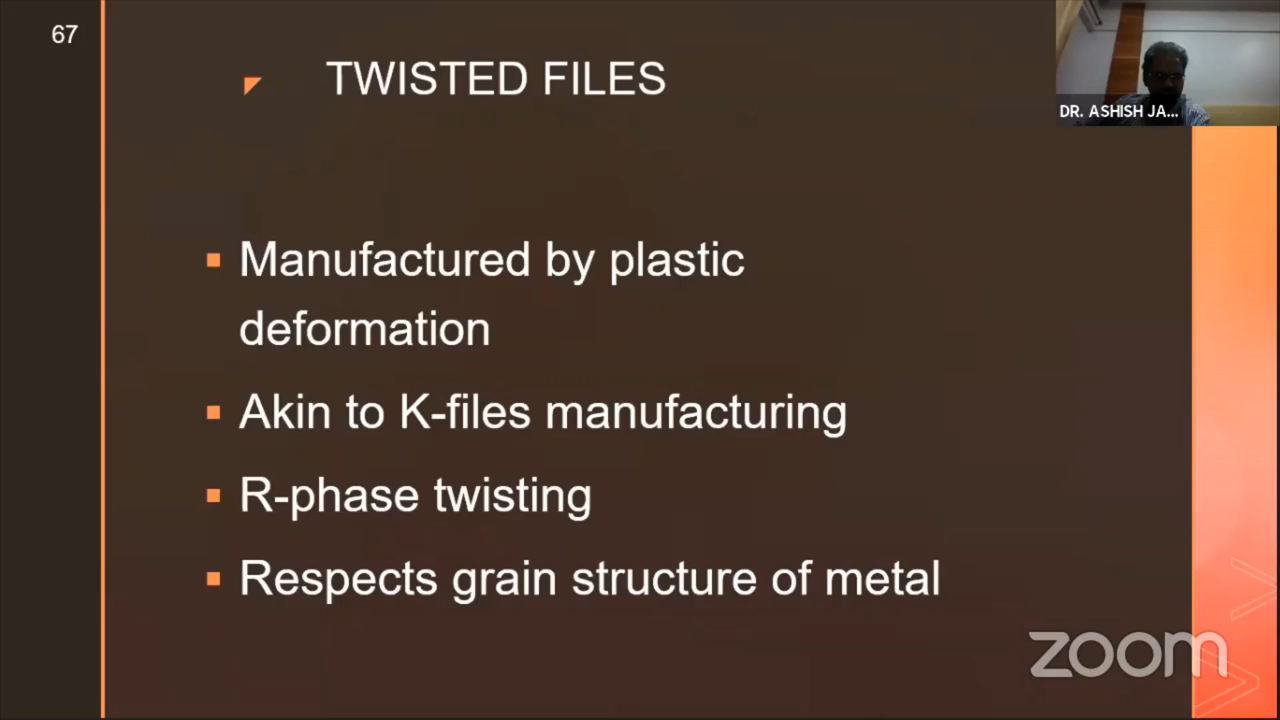 67
TWISTED FILES
DR. ASHISH JA...
Manufactured by plastic
deformation
Akin to K-files manufacturing
R-phase twisting
Respects grain structure of metal
zoom